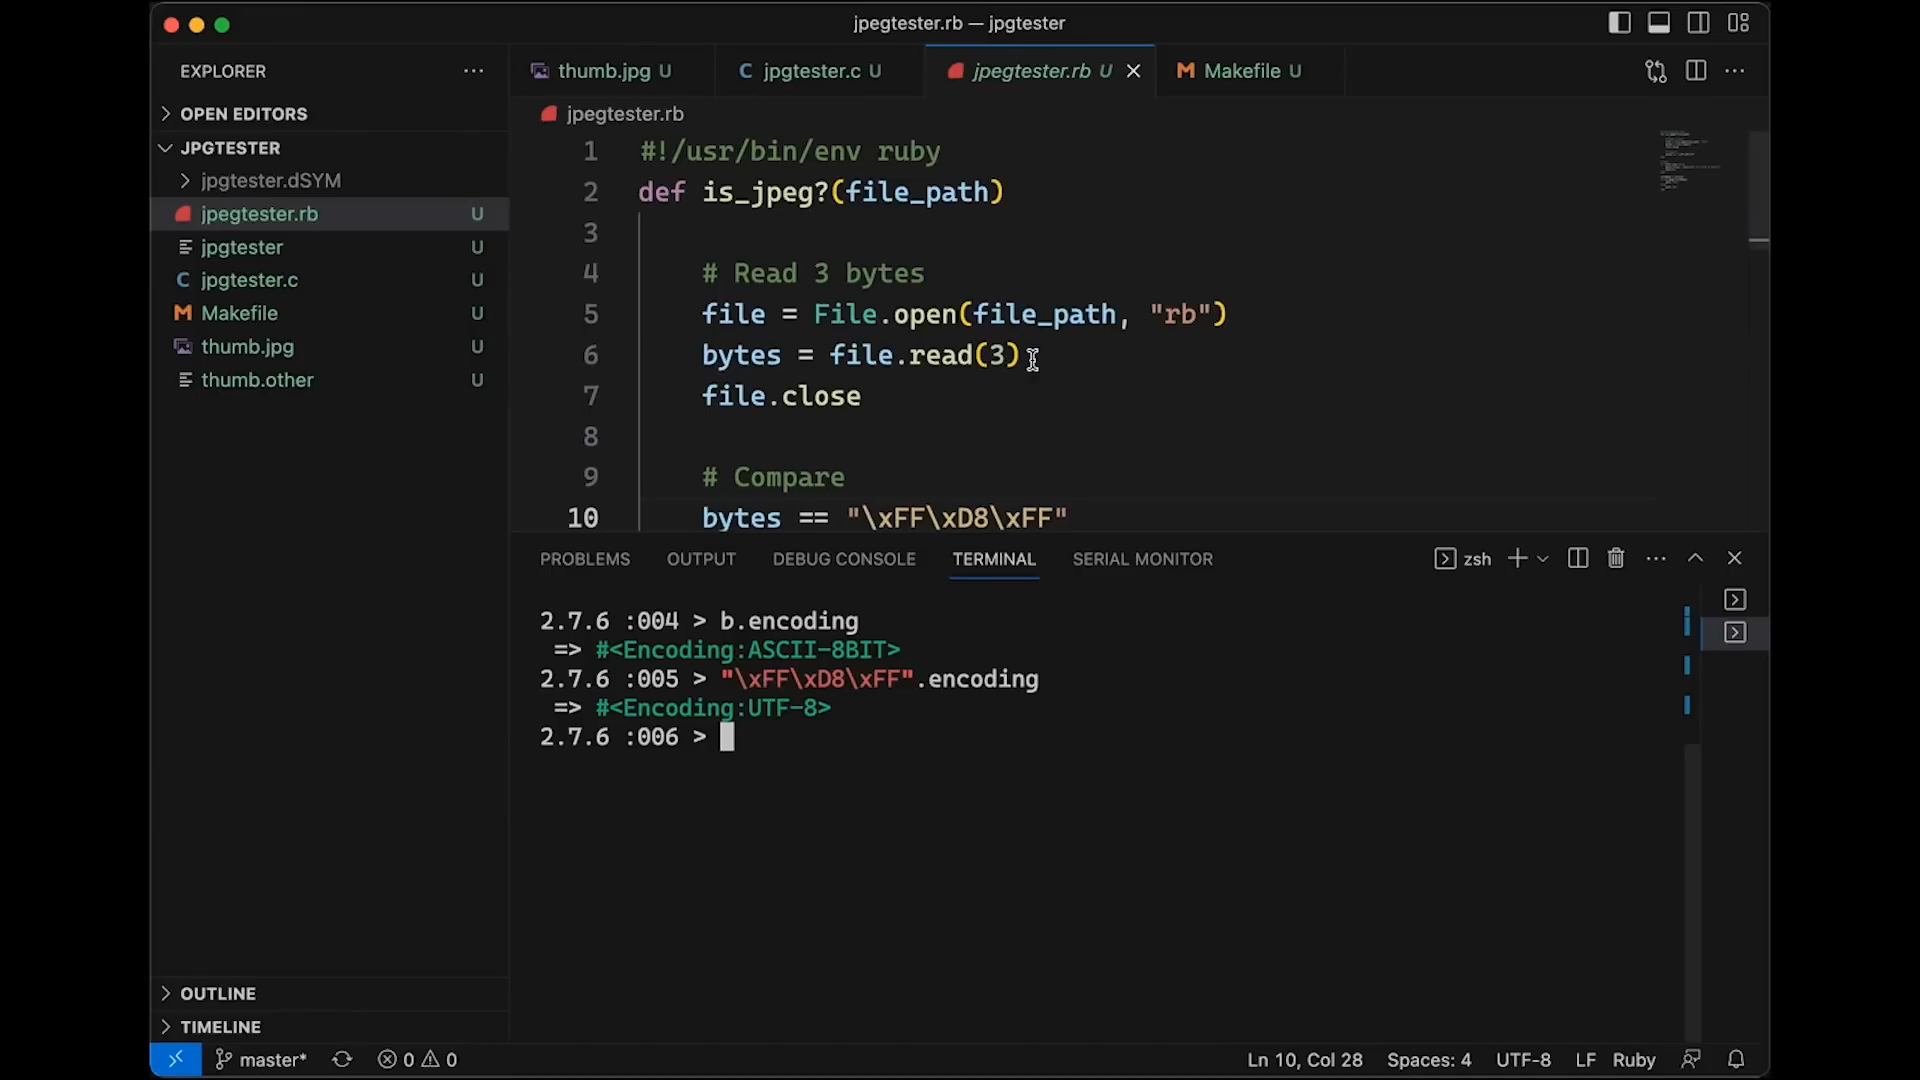 jpegtester.rb — jpgtester
EXPLORER
thumb.jpg U
jpgtester.c U
jpegtester.rb U
Makefile U
OPEN EDITORS
jpegtester.rb
JPGTESTER
jpgtester.dSYM
jpegtester.rb U
jpgtester U
jpgtester.c U
Makefile U
thumb.jpg U
thumb.other U
1 #!/usr/bin/env ruby
2 def is_jpeg?(file_path)
3
4 # Read 3 bytes
5 file = File.open(file_path, "rb")
6 bytes = file.read(3)
7 file.close
8
9 # Compare
10 bytes == "\xFF\xD8\xFF"
PROBLEMS OUTPUT DEBUG CONSOLE TERMINAL SERIAL MONITOR
zsh
2.7.6 :004 > b.encoding
=> #<Encoding:ASCII-8BIT>
2.7.6 :005 > "\xFF\xD8\xFF".encoding
=> #<Encoding:UTF-8>
2.7.6 :006 >
OUTLINE
TIMELINE
master* 0 0
Ln 10, Col 28 Spaces: 4 UTF-8 LF Ruby